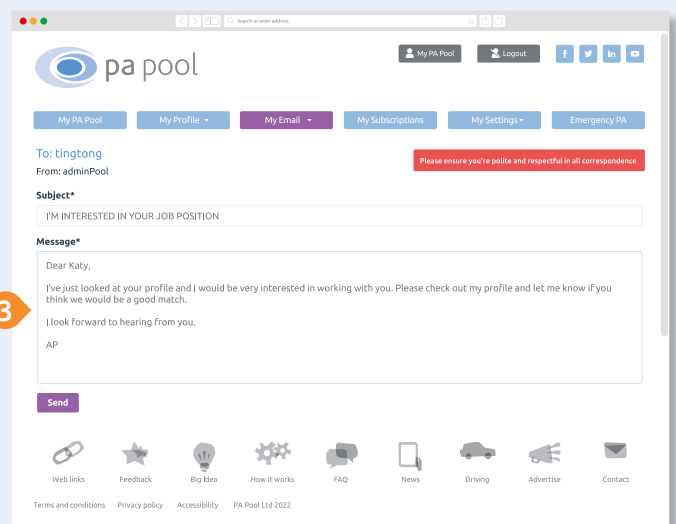 Search or enter address
pa pool
My PA Pool
Logout
My PA Pool
My Profile
My Email
My Subscriptions
My Settings
Emergency PA
To: tingtong
Please ensure you're polite and respectful in all correspondence
From: adminPool
Subject*
I'M INTERESTED IN YOUR JOB POSITION
Message*
Dear Katy,
I've just looked at your profile and I would be very interested in working with you. Please check out my profile and let me know if you
think we would be a good match.
I look forward to hearing from you.
AP
3
Send
Web links
Feedback
Big Idea
How it works
FAQ
News
Driving
Advertise
Contact
Terms and conditions
Privacy policy
Accessibility
PA Pool Ltd 2022